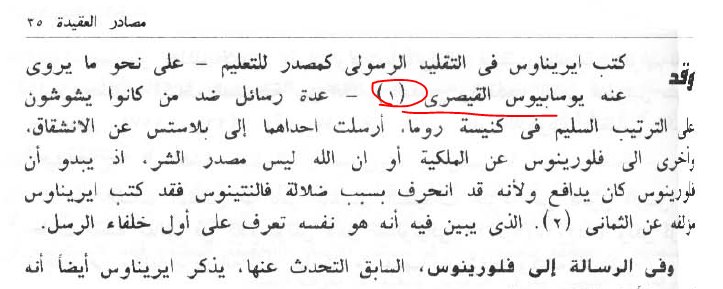 مصادر العقيدة ٢٥
وقد كتب ايريناوس فى التقليد الرسولى كمصدر للتعليم – على نحو ما يروى
عنه يوسابيوس القيصرى (١) – عدة رسائل ضد من كانوا يشوشون
على الترتيب السليم فى كنيسة روما. أرسلت احداهما إلى بلاستس عن الانشقاق،
وأخرى الى فلورينوس عن الملكية أو ان الله ليس مصدر الشر. اذ يبدو أن
فلورينوس كان يدافع ولأنه قد انحرف بسبب ضلالة فالنتينوس فقد كتب ايريناوس
مؤلفه عن الثمانى (٢). الذى يبين فيه أنه هو نفسه تعرف على أول خلفاء الرسل.
وفى الرسالة إلى فلورينوس، السابق التحدث عنها، يذكر ايريناوس أيضاً أنه